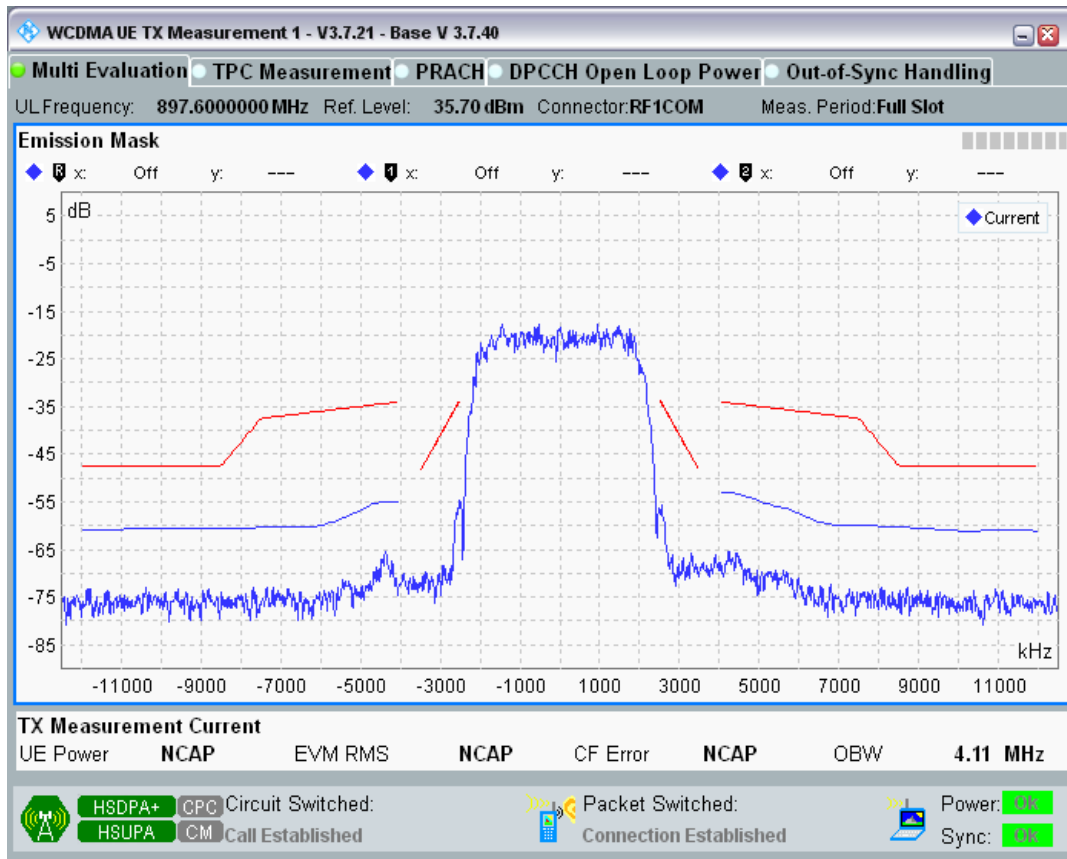 WCDMA UE TX Measurement 1 - V3.7.21 - Base V 3.7.40
Multi Evaluation TPC Measurement PRACH DPCCH Open Loop Power Out-of-Sync Handling
UL Frequency: 897.6000000 MHz Ref. Level: 35.70 dBm Connector:RF1COM Meas. Period:Full Slot
Emission Mask
R x: Off y: --- 1 x: Off y: --- 2 x: Off y: ---
dB
Current
5
-5
-15
-25
-35
-45
-55
-65
-75
-85
kHz
-11000 -9000 -7000 -5000 -3000 -1000 1000 3000 5000 7000 9000 11000
TX Measurement Current
UE Power NCAP EVM RMS NCAP CF Error NCAP OBW 4.11 MHz
HSDPA+ CPC Circuit Switched: Packet Switched: Power: Ok
HSUPA CM Call Established Connection Established Sync: Ok